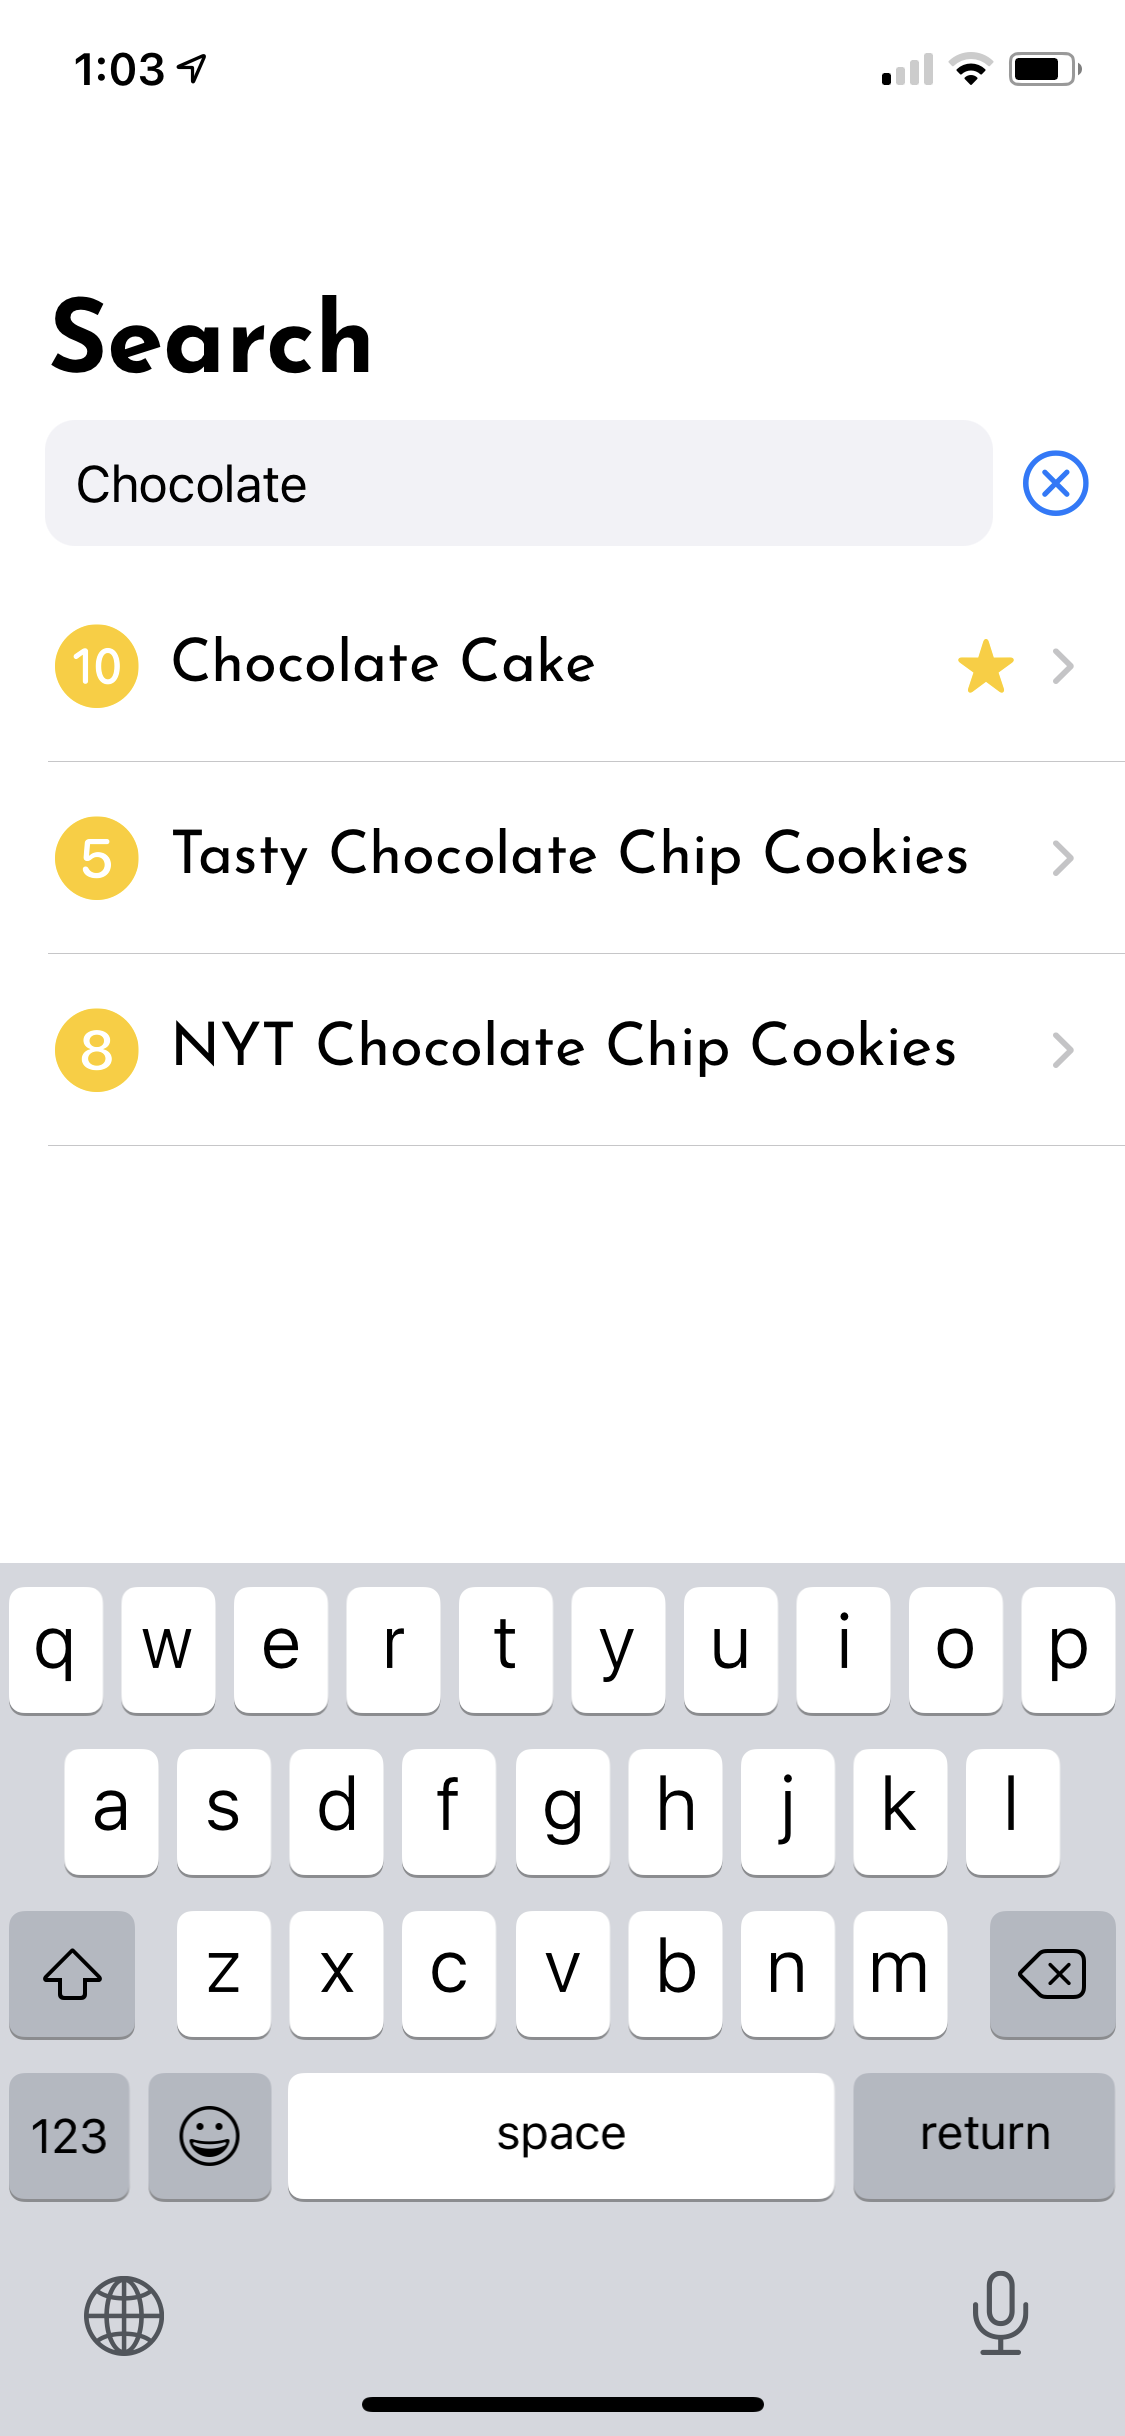 1:03
Search
Chocolate
10 Chocolate Cake
5 Tasty Chocolate Chip Cookies
8 NYT Chocolate Chip Cookies
q w e r t y u i o p
a s d f g h j k l
z x c v b n m
123 space return